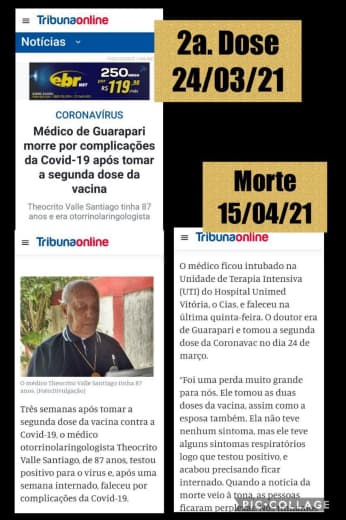 Tribunaonline
Notícias
250 MEGA
por R$ 119,90
CORONAVÍRUS
Médico de Guarapari
morre por complicações
da Covid-19 após tomar
a segunda dose da
vacina
Theocrito Valle Santiago tinha 87
anos e era otorrinolaringologista
2a. Dose
24/03/21
Morte
15/04/21
Tribunaonline
O médico Theocrito Valle Santiago tinha 87
anos.
Três semanas após tomar a
segunda dose da vacina contra a
Covid-19, o médico
otorrinolaringologista Theocrito
Valle Santiago, de 87 anos, testou
positivo para o vírus e, após uma
semana internado, faleceu por
complicações da Covid-19.
Tribunaonline
O médico ficou intubado na
Unidade de Terapia Intensiva
(UTI) do Hospital Unimed
Vitória, o Cias, e faleceu na
última quinta-feira. O doutor era
de Guarapari e tomou a segunda
dose da Coronavac no dia 24 de
março.
"Foi uma perda muito grande
para nós. Ele tomou as duas
doses da vacina, assim como a
esposa também. Ela não teve
nenhum sintoma, mas ele teve
alguns sintomas respiratórios
logo que testou positivo, e
acabou precisando ficar
internado. Quando a notícia da
morte veio à tona, as pessoas
ficaram
PIC•COLLAGE